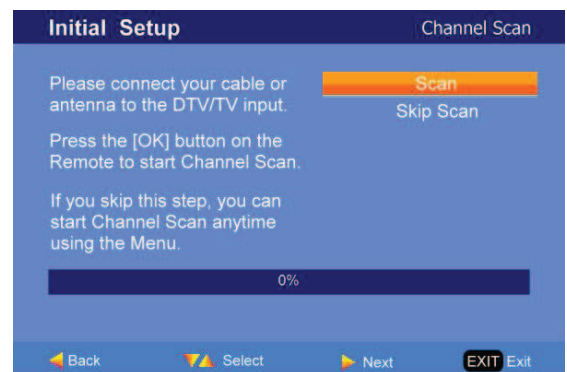 Initial Setup
Channel Scan
Please connect your cable or
antenna to the DTV/TV input.
Press the [OK] button on the
Remote to start Channel Scan.
If you skip this step, you can
start Channel Scan anytime
using the Menu.
Scan
Skip Scan
0%
Back
Select
Next
EXIT Exit